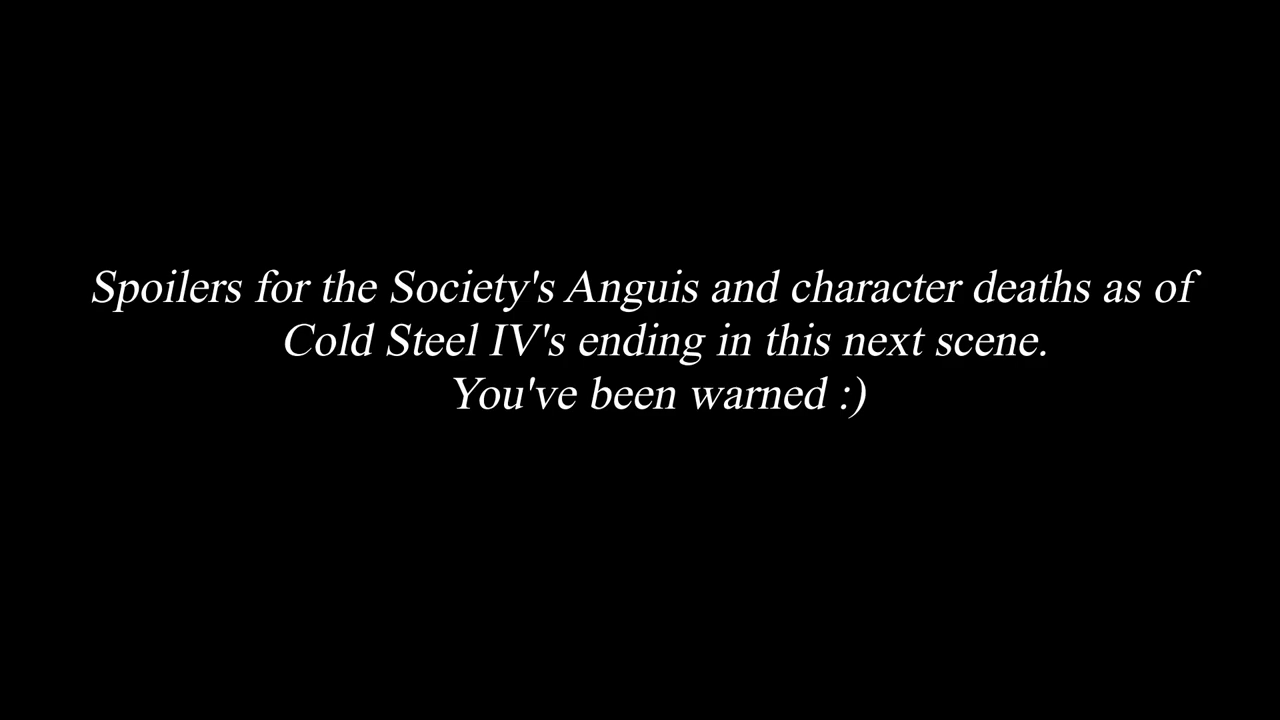 Spoilers for the Society's Anguis and character deaths as of
Cold Steel IV's ending in this next scene.
You've been warned :)